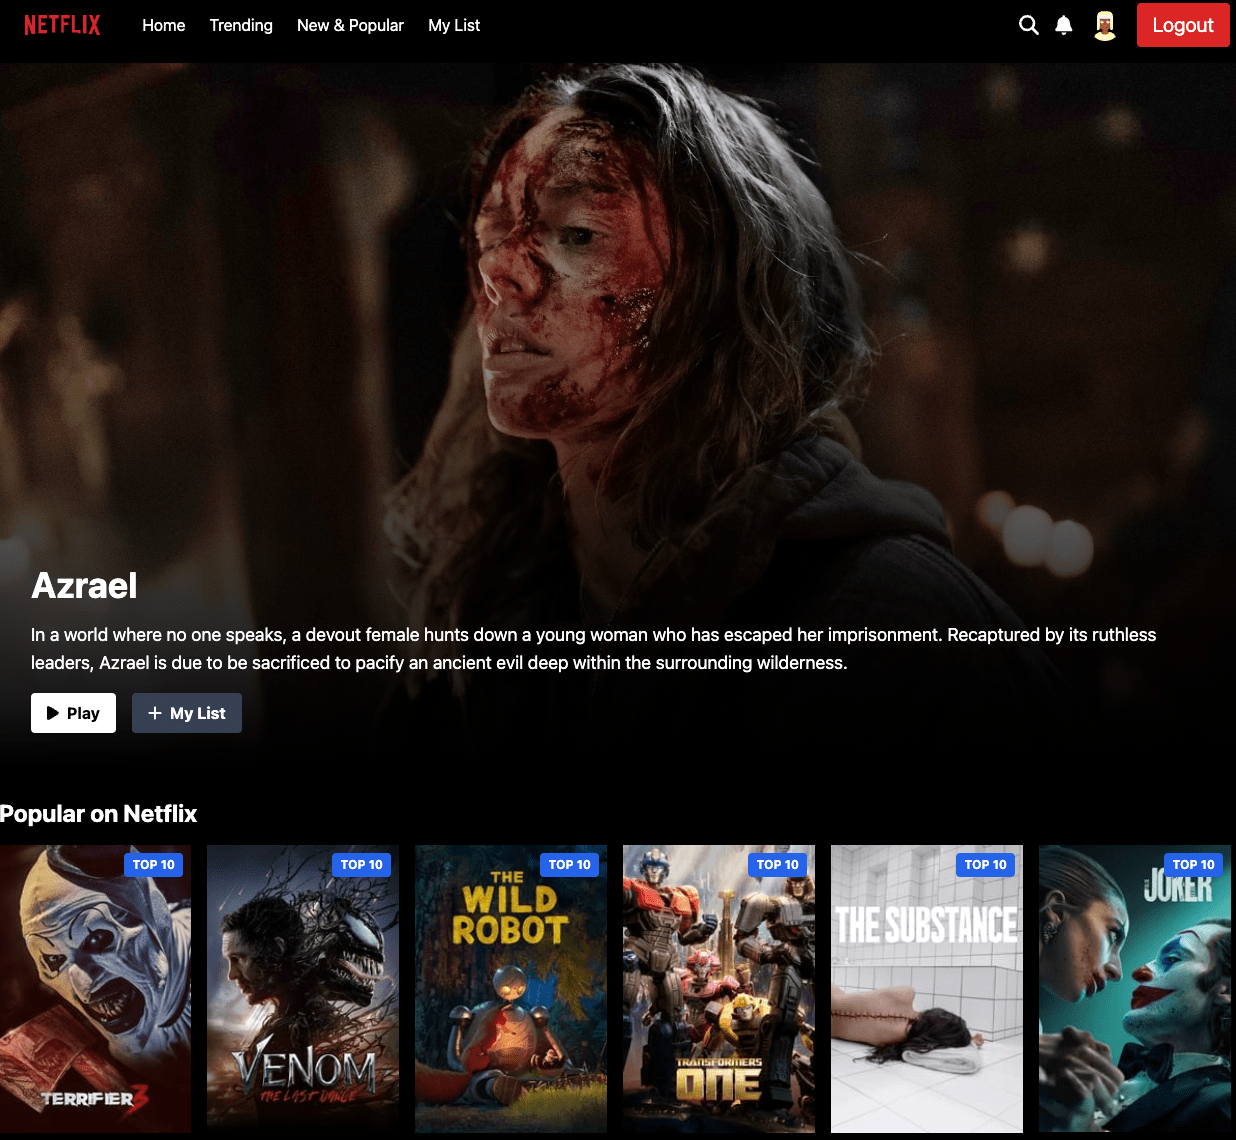 NETFLIX
Home
Trending
New & Popular
My List
Logout
Azrael
In a world where no one speaks, a devout female hunts down a young woman who has escaped her imprisonment. Recaptured by its ruthless
leaders, Azrael is due to be sacrificed to pacify an ancient evil deep within the surrounding wilderness.
Play
My List
Popular on Netflix
TOP 10
TERRIFIER 3
TOP 10
VENOM
THE LAST DANCE
TOP 10
THE
WILD
ROBOT
TOP 10
TRANSFORMERS
ONE
TOP 10
THE SUBSTANCE
TOP 10
JOKER